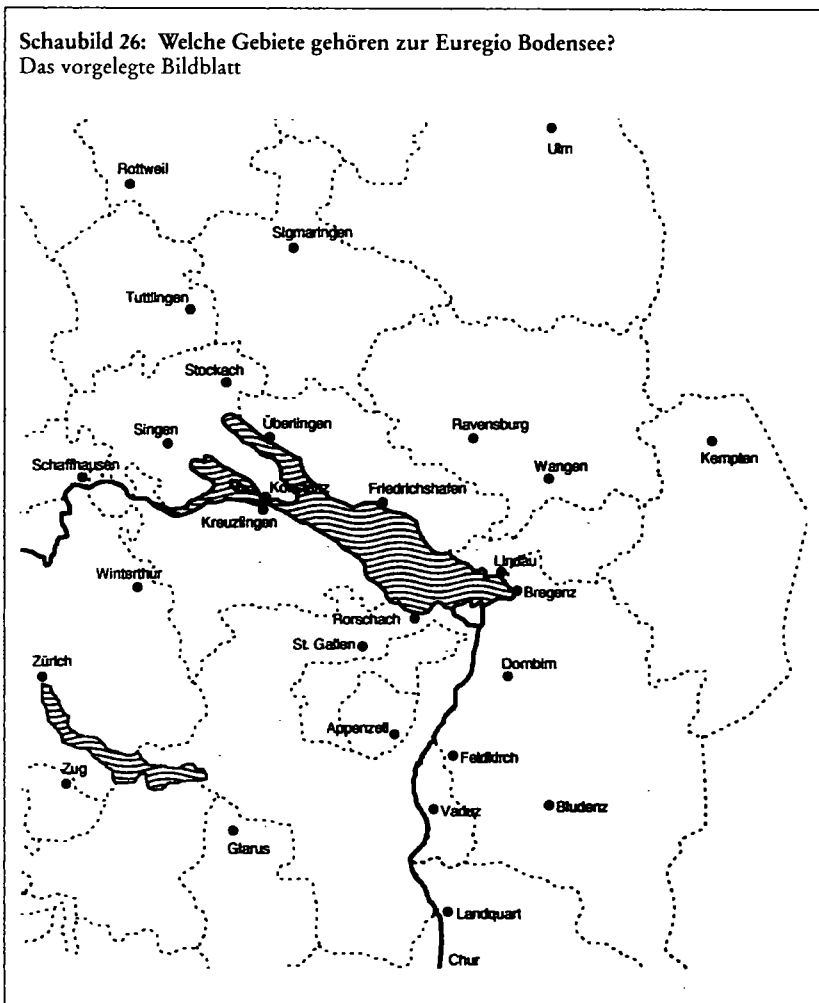 Schaubild 26: Welche Gebiete gehören zur Euregio Bodensee?
Das vorgelegte Bildblatt
Ulm
Rottweil
Sigmaringen
Tuttlingen
Stockach
Überlingen
Singen
Ravensburg
Kempten
Schaffhausen
Wangen
Konstanz
Friedrichshafen
Kreuzlingen
Lindau
Winterthur
Bregenz
Rorschach
St. Gallen
Zürich
Dornbirn
Appenzell
Feldkirch
Zug
Vaduz
Bludenz
Glarus
Landquart
Chur